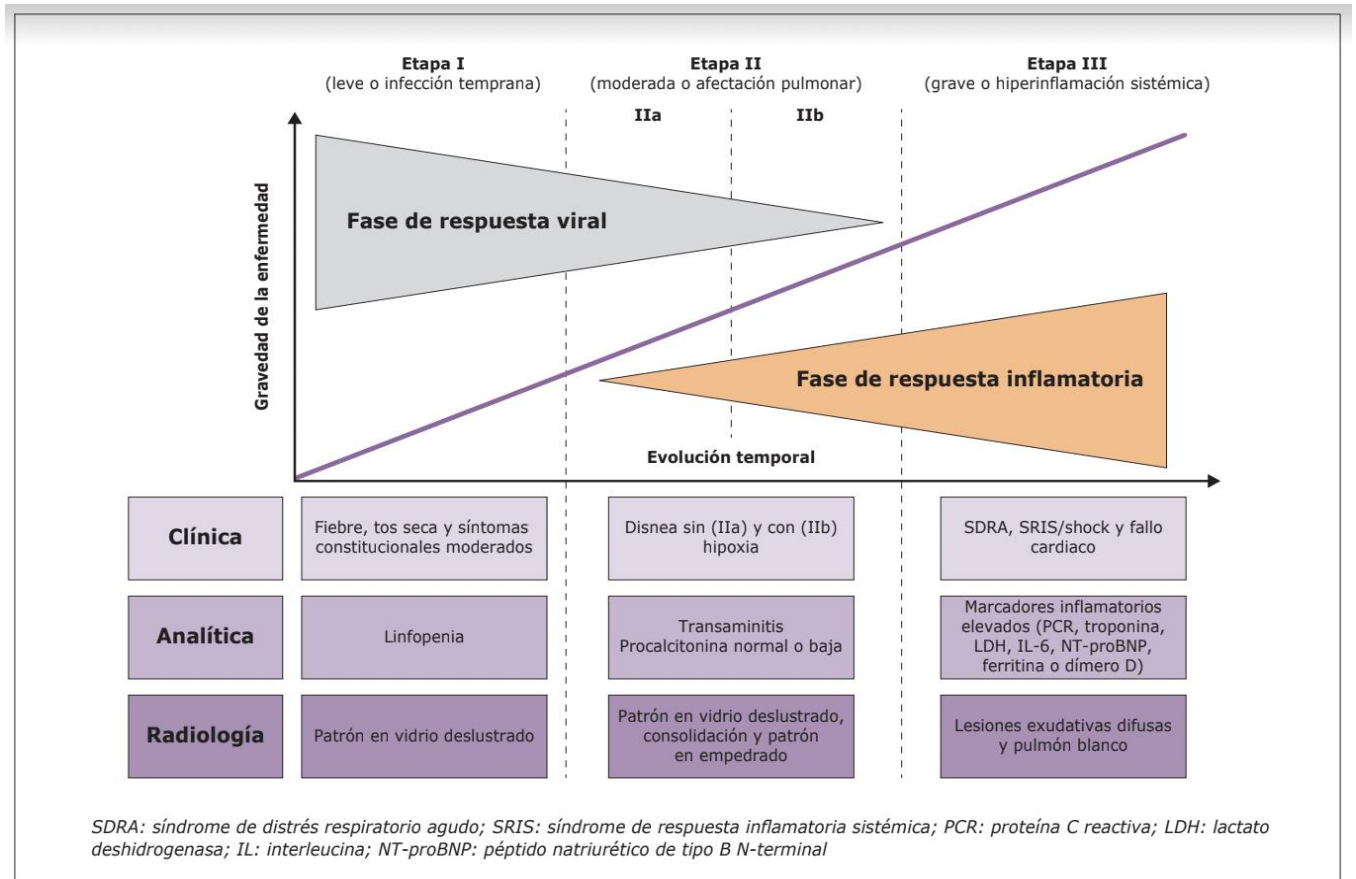 Etapa I
(leve o infección temprana)
Etapa II
(moderada o afectación pulmonar)
Etapa III
(grave o hiperinflamación sistémica)
IIa
IIb
Gravedad de la enfermedad
Fase de respuesta viral
Fase de respuesta inflamatoria
Evolución temporal
Clínica
Fiebre, tos seca y síntomas
constitucionales moderados
Disnea sin (IIa) y con (IIb)
hipoxia
SDRA, SRIS/shock y fallo
cardiaco
Analítica
Linfopenia
Transaminitis
Procalcitonina normal o baja
Marcadores inflamatorios
elevados (PCR, troponina,
LDH, IL-6, NT-proBNP,
ferritina o dímero D)
Radiología
Patrón en vidrio deslustrado
Patrón en vidrio deslustrado,
consolidación y patrón
en empedrado
Lesiones exudativas difusas
y pulmón blanco
SDRA: síndrome de distrés respiratorio agudo; SRIS: síndrome de respuesta inflamatoria sistémica; PCR: proteína C reactiva; LDH: lactato
deshidrogenasa; IL: interleucina; NT-proBNP: péptido natriurético de tipo B N-terminal